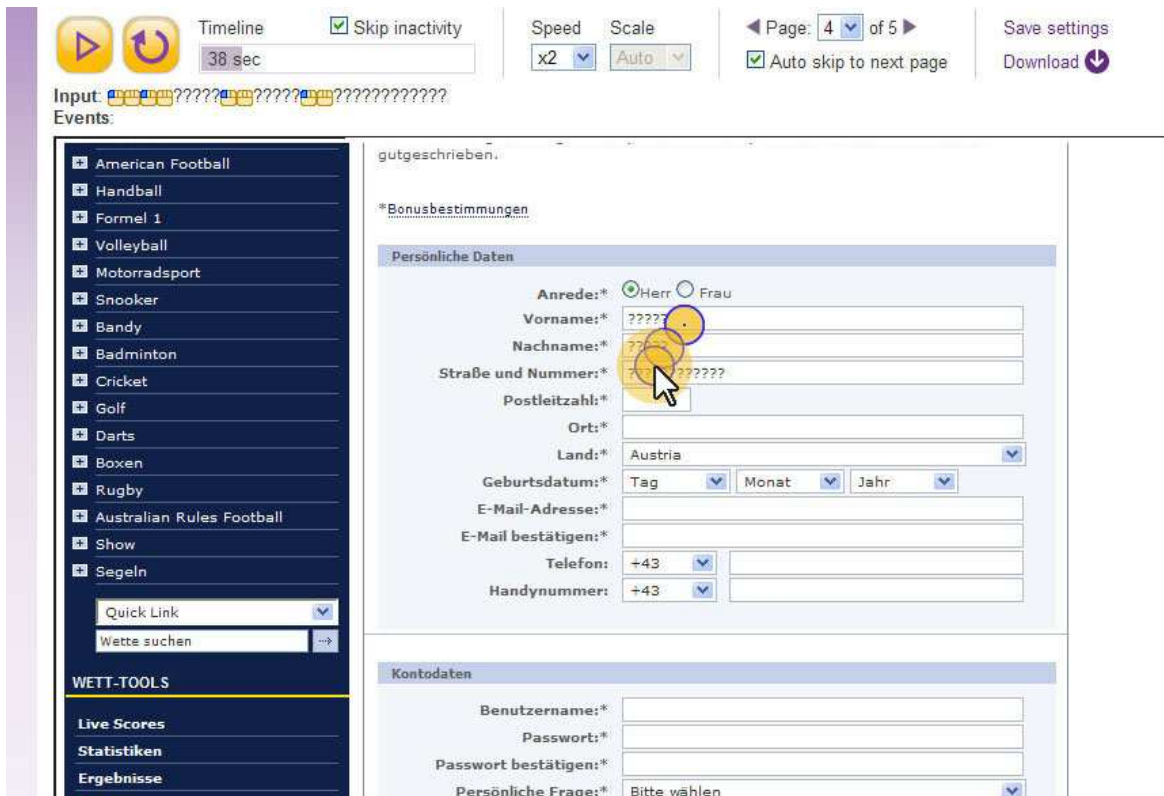 Timeline Skip inactivity Speed Scale Page: 4 of 5 Save settings
38 sec x2 Auto Auto skip to next page Download
Input: ?????????? ????????????
Events:
American Football
Handball
Formel 1
Volleyball
Motorradsport
Snooker
Bandy
Badminton
Cricket
Golf
Darts
Boxen
Rugby
Australian Rules Football
Show
Segeln
Quick Link
Wette suchen
WETT-TOOLS
Live Scores
Statistiken
Ergebnisse
gutgeschrieben.
*Bonusbestimmungen
Persönliche Daten
Anrede:* Herr Frau
Vorname:* ?????
Nachname:* ?????
Straße und Nummer:* ????????????
Postleitzahl:*
Ort:*
Land:* Austria
Geburtsdatum:* Tag Monat Jahr
E-Mail-Adresse:*
E-Mail bestätigen:*
Telefon: +43
Handynummer: +43
Kontodaten
Benutzername:*
Passwort:*
Passwort bestätigen:*
Persönliche Frage:* Bitte wählen